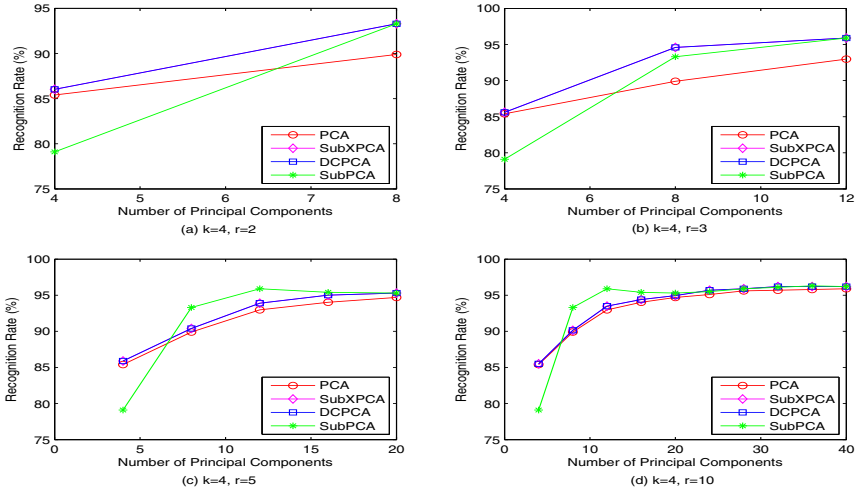 95
90
85
80
75
Recognition Rate (%)
4
5
6
7
8
Number of Principal Components
PCA
SubXPCA
DCPCA
SubPCA
(a) k=4, r=2
100
95
90
85
80
75
Recognition Rate (%)
4
6
8
10
12
Number of Principal Components
PCA
SubXPCA
DCPCA
SubPCA
(b) k=4, r=3
100
95
90
85
80
75
Recognition Rate (%)
0
5
10
15
20
Number of Principal Components
PCA
SubXPCA
DCPCA
SubPCA
(c) k=4, r=5
100
95
90
85
80
75
Recognition Rate (%)
0
10
20
30
40
Number of Principal Components
PCA
SubXPCA
DCPCA
SubPCA
(d) k=4, r=10